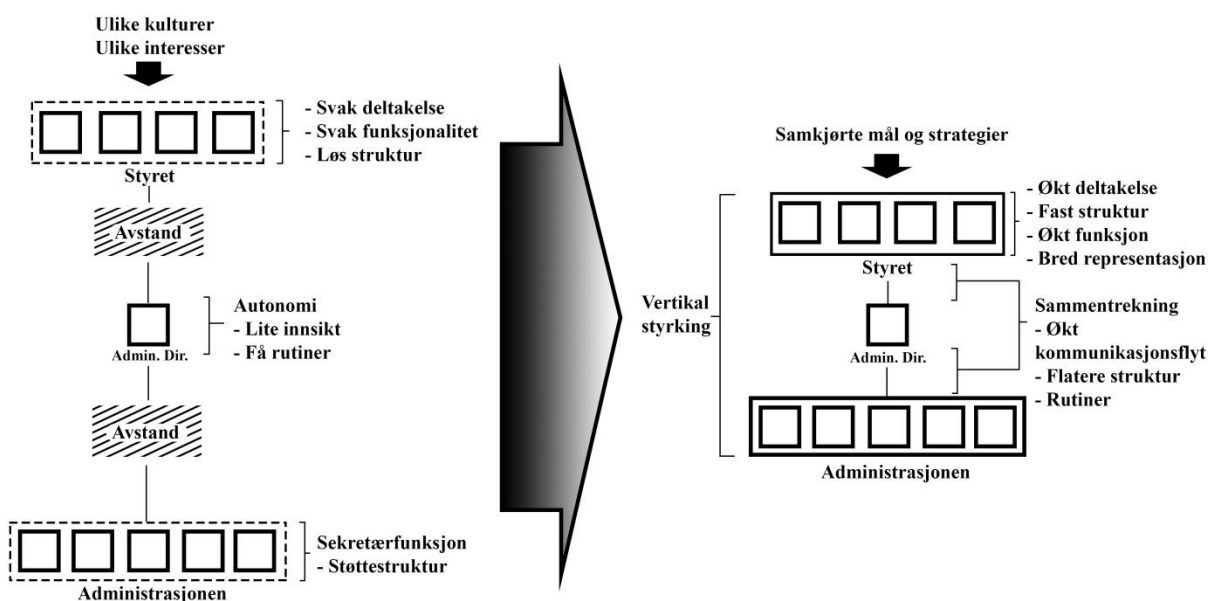 Ulike kulturer
Ulike interesser
- Svak deltakelse
- Svak funksjonalitet
- Løs struktur
Styret
Avstand
Autonomi
- Lite innsikt
- Få rutiner
Admin. Dir.
Avstand
Sekretærfunksjon
- Støttestruktur
Administrasjonen
Samkjørte mål og strategier
- Økt deltakelse
- Fast struktur
- Økt funksjon
- Bred representasjon
Styret
Vertikal
styrking
Sammentrekning
- Økt
kommunikasjonsflyt
- Flatere struktur
- Rutiner
Admin. Dir.
Administrasjonen